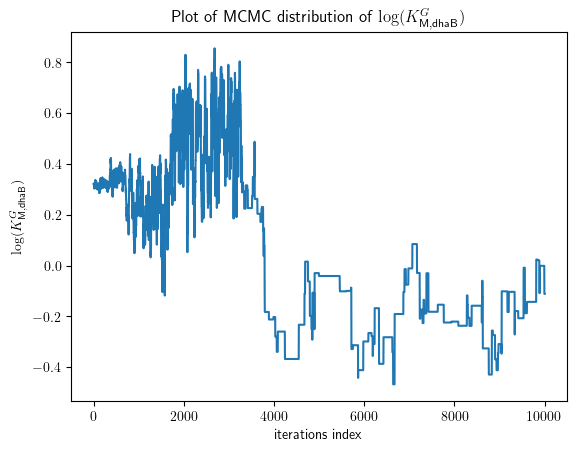 Plot of MCMC distribution of log(K^G_M,dhaB)
log(K^G_M,dhaB)
0.8
0.6
0.4
0.2
0.0
−0.2
−0.4
0 2000 4000 6000 8000 10000
iterations index